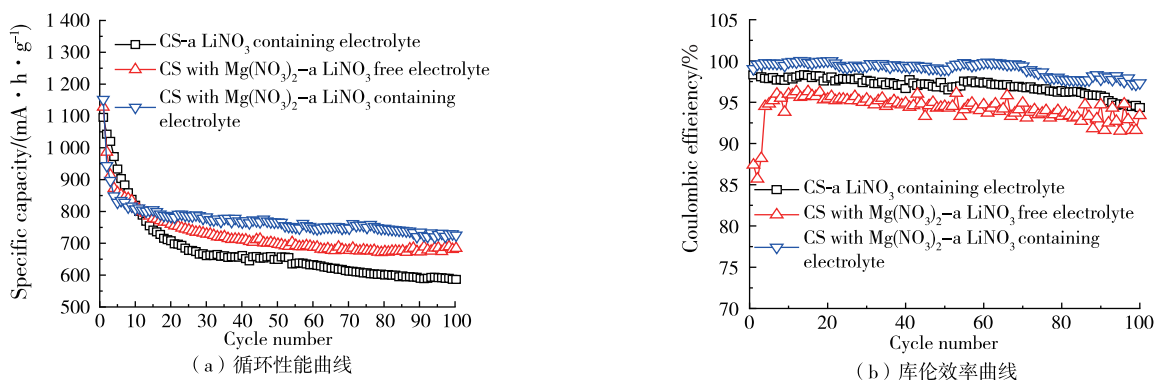 1 400
1 300
1 200
1 100
1 000
900
800
700
600
500
Specific capacity/(mA·h·g⁻¹)
CS-a LiNO₃ containing electrolyte
CS with Mg(NO₃)₂-a LiNO₃ free electrolyte
CS with Mg(NO₃)₂-a LiNO₃ containing
electrolyte
0 10 20 30 40 50 60 70 80 90 100
Cycle number
(a)循环性能曲线
105
100
95
90
85
80
75
70
Coulombic effiency/%
CS-a LiNO₃ containing electrolyte
CS with Mg(NO₃)₂-a LiNO₃ free electrolyte
CS with Mg(NO₃)₂-a LiNO₃ containing
electrolyte
0 20 40 60 80 100
Cycle number
(b)库伦效率曲线